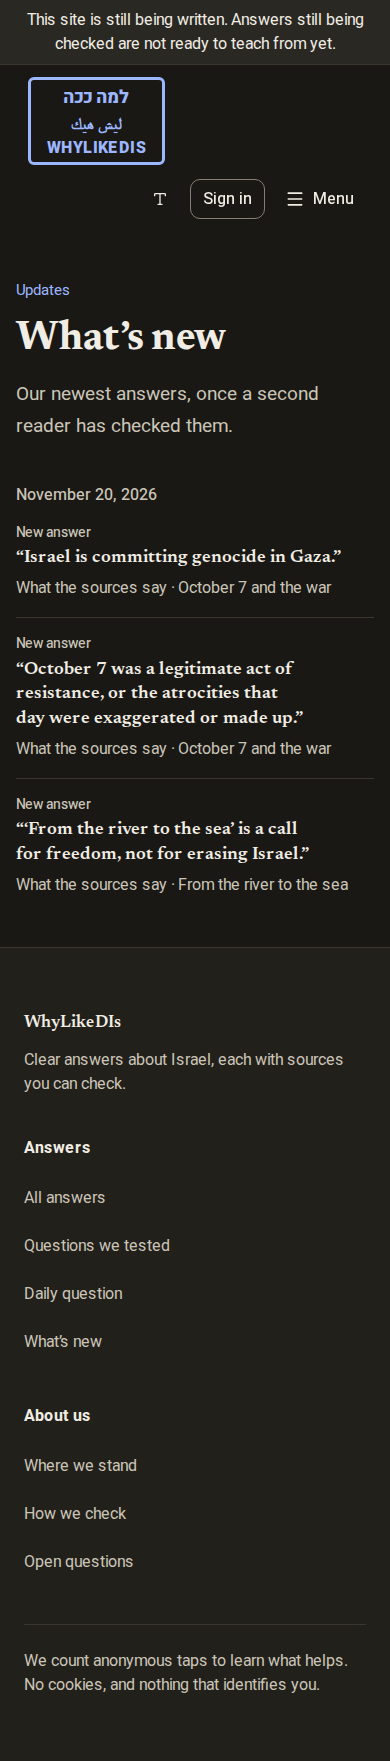 This site is still being written. Answers still being
checked are not ready to teach from yet.
למה ככה
ليش هيك
WHYLIKEDIS
T
Sign in
Menu
Updates
What’s new
Our newest answers, once a second
reader has checked them.
November 20, 2026
New answer
“Israel is committing genocide in Gaza.”
What the sources say · October 7 and the war
New answer
“October 7 was a legitimate act of
resistance, or the atrocities that
day were exaggerated or made up.”
What the sources say · October 7 and the war
New answer
“‘From the river to the sea’ is a call
for freedom, not for erasing Israel.”
What the sources say · From the river to the sea
WhyLikeDIs
Clear answers about Israel, each with sources
you can check.
Answers
All answers
Questions we tested
Daily question
What’s new
About us
Where we stand
How we check
Open questions
We count anonymous taps to learn what helps.
No cookies, and nothing that identifies you.